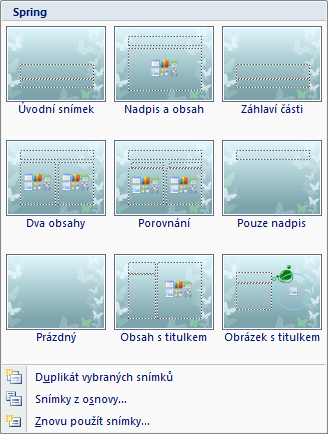 Spring
Úvodní snímek
Nadpis a obsah
Záhlaví části
Dva obsahy
Porovnání
Pouze nadpis
Prázdný
Obsah s titulkem
Obrázek s titulkem
Duplikát vybraných snímků
Snímky z osnovy...
Znovu použít snímky...